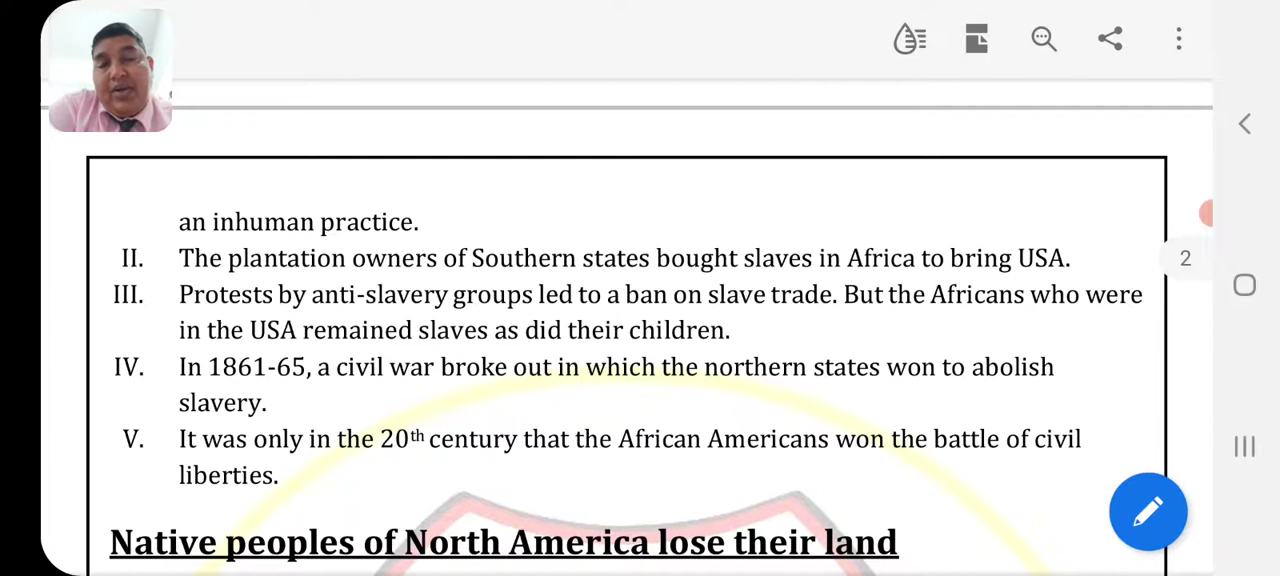 an inhuman practice.
II. The plantation owners of Southern states bought slaves in Africa to bring USA.
2
III. Protests by anti-slavery groups led to a ban on slave trade. But the Africans who were
in the USA remained slaves as did their children.
IV. In 1861-65, a civil war broke out in which the northern states won to abolish
slavery.
V. It was only in the 20th century that the African Americans won the battle of civil
liberties.
Native peoples of North America lose their land